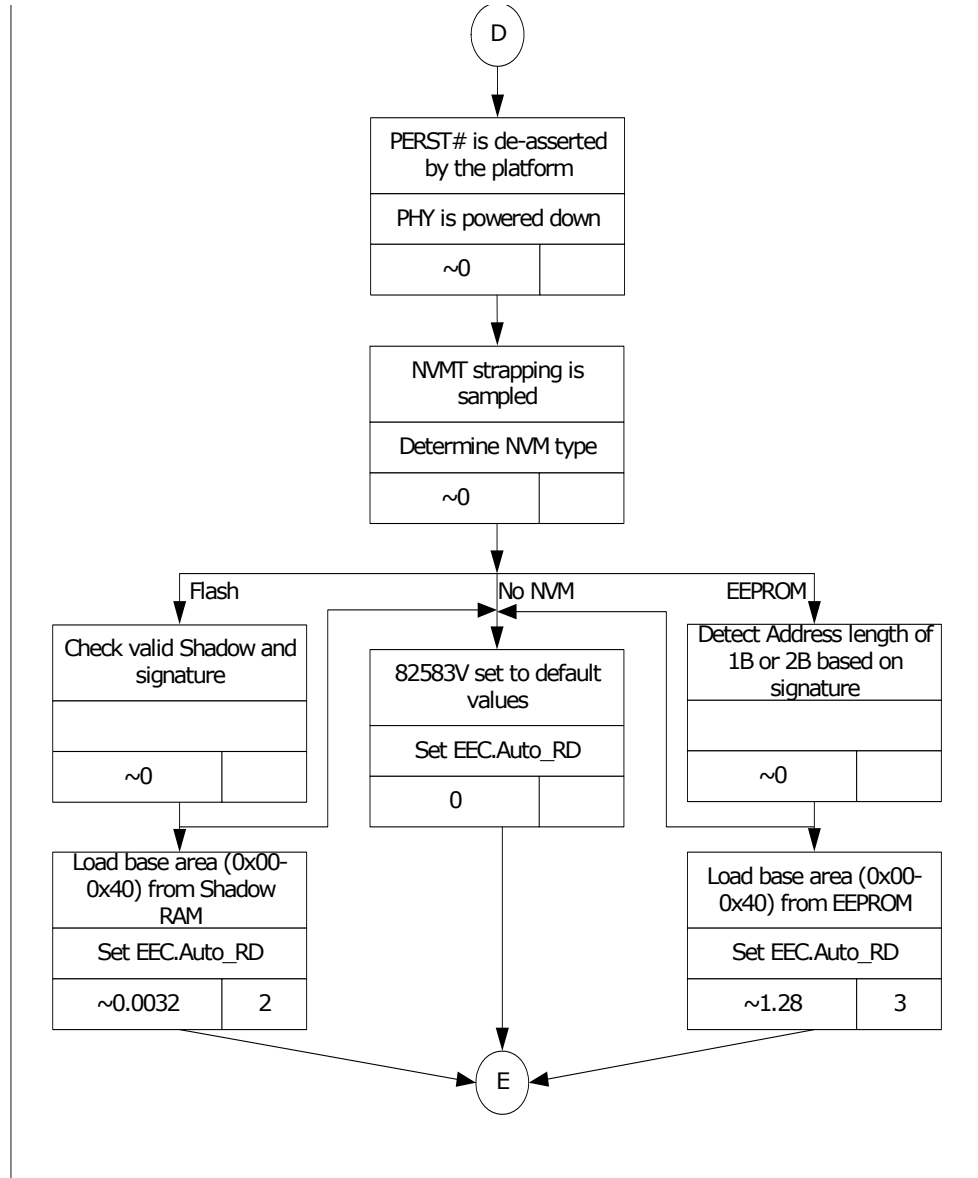 D
PERST# is de-asserted
by the platform
PHY is powered down
~0
NVMT strapping is
sampled
Determine NVM type
~0
Flash
No NVM
EEPROM
Check valid Shadow and
signature
~0
82583V set to default
values
Set EEC.Auto_RD
0
Detect Address length of
1B or 2B based on
signature
~0
Load base area (0x00-
0x40) from Shadow
RAM
Set EEC.Auto_RD
~0.0032
2
Load base area (0x00-
0x40) from EEPROM
Set EEC.Auto_RD
~1.28
3
E